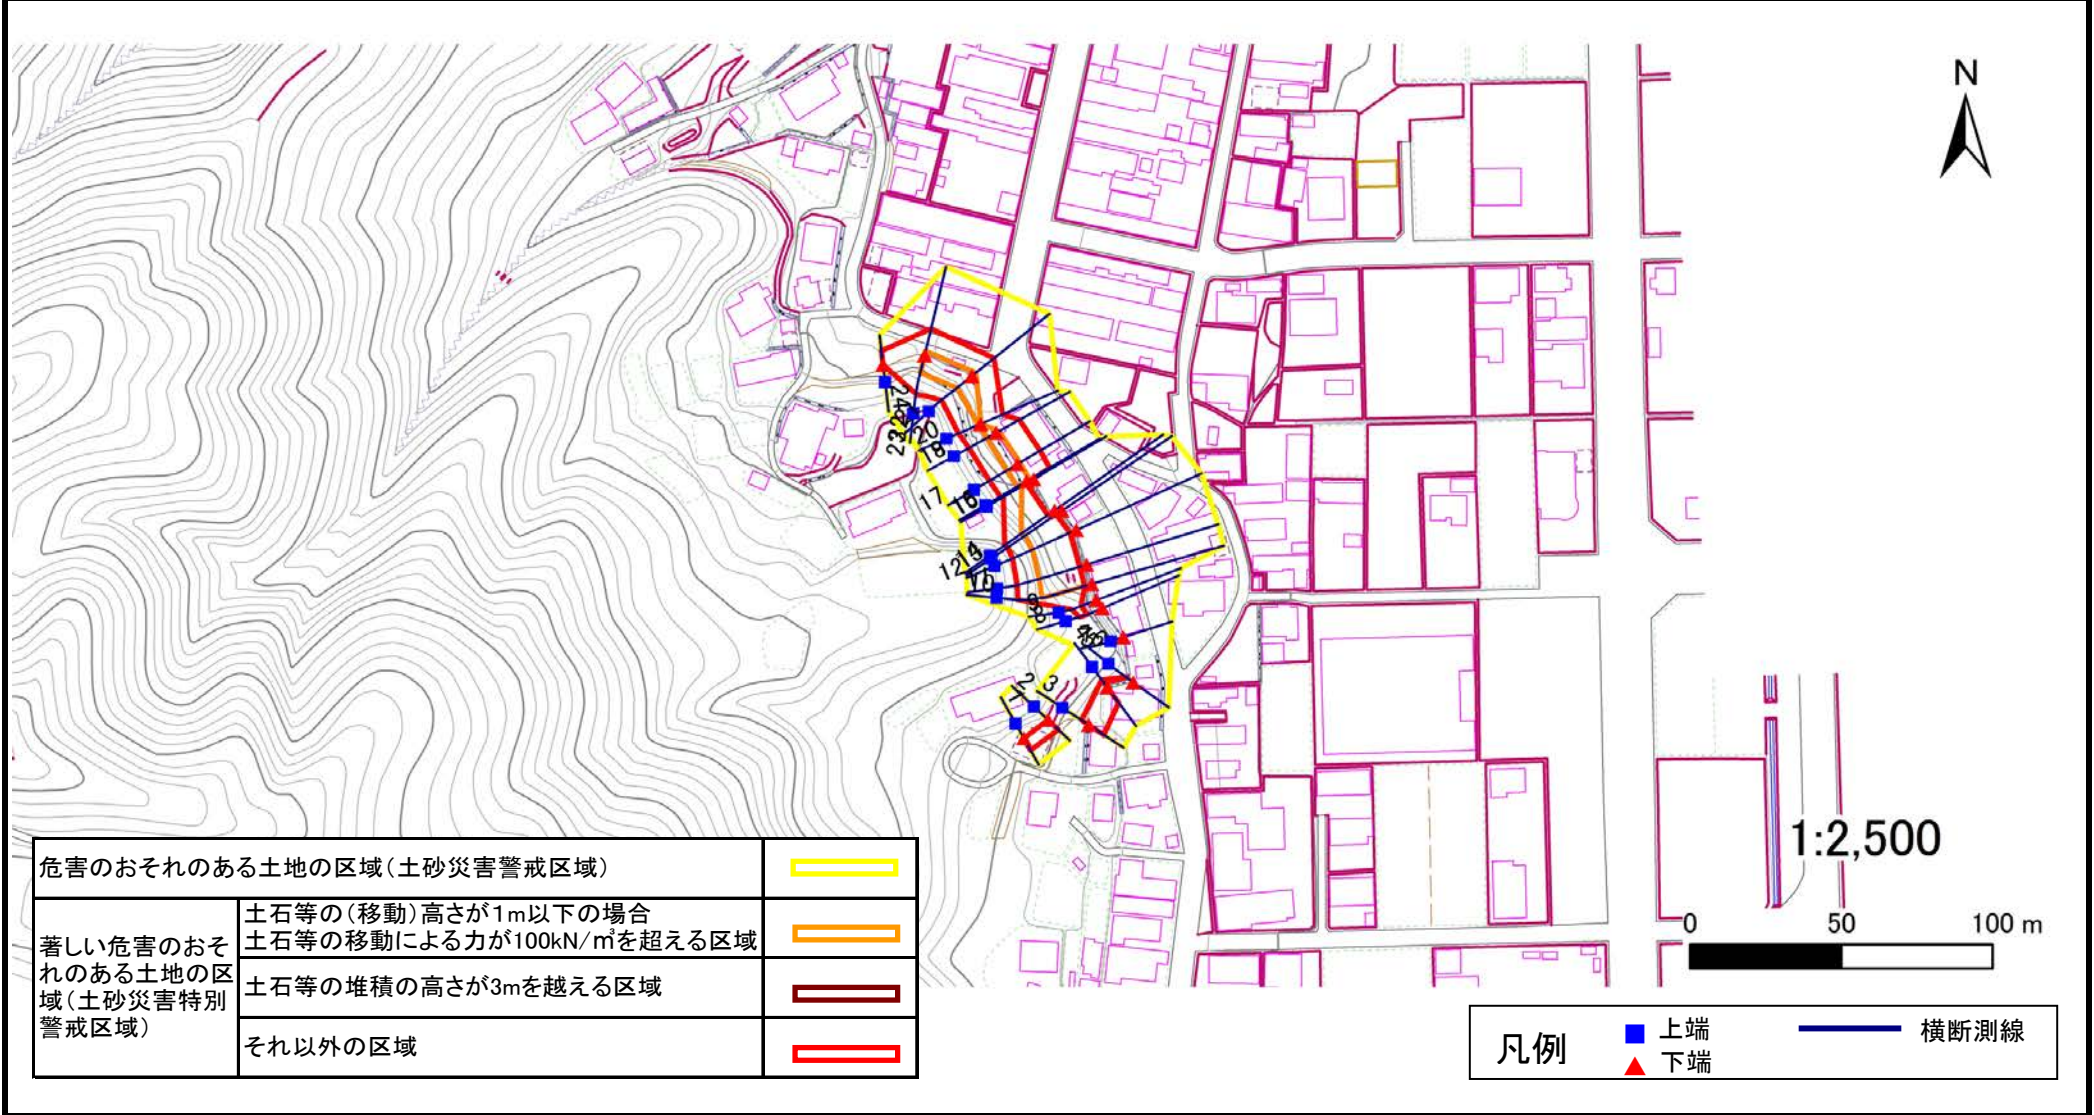 N
20
18
17
16
12
10
9
8
2
3
1
1:2,500
0 50 100 m
危害のおそれのある土地の区域(土砂災害警戒区域)
著しい危害のおそ
れのある土地の区
域(土砂災害特別
警戒区域)
土石等の(移動)高さが1m以下の場合
土石等の移動による力が100kN/㎡を超える区域
土石等の堆積の高さが3mを越える区域
それ以外の区域
凡例
上端
下端
横断測線